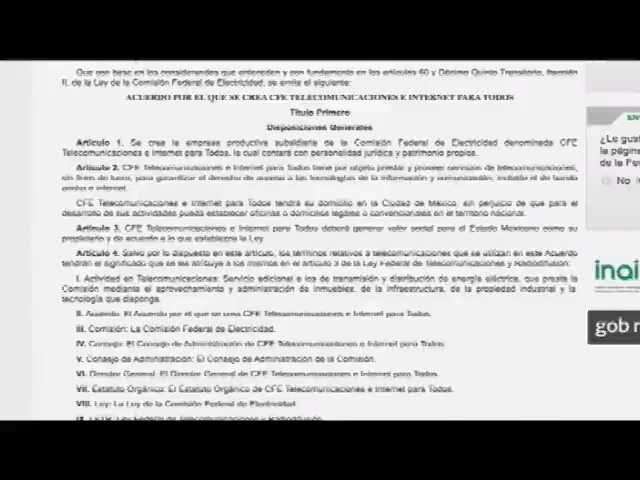 Que con base en los considerandos que anteceden y con fundamento en los artículos 60 y Décimo Quinto Transitorio, fracción
II, de la Ley de la Comisión Federal de Electricidad, se emite el siguiente:
ACUERDO POR EL QUE SE CREA CFE TELECOMUNICACIONES E INTERNET PARA TODOS
Título Primero
Disposiciones Generales
Artículo 1. Se crea la empresa productiva subsidiaria de la Comisión Federal de Electricidad denominada CFE
Telecomunicaciones e Internet para Todos, la cual contará con personalidad jurídica y patrimonio propios.
Artículo 2. CFE Telecomunicaciones e Internet para Todos tiene por objeto prestar y proveer servicios de telecomunicaciones,
sin fines de lucro, para garantizar el derecho de acceso a las tecnologías de la información y comunicación, incluido el de banda
ancha e internet.
CFE Telecomunicaciones e Internet para Todos tendrá su domicilio en la Ciudad de México, sin perjuicio de que para el
desarrollo de sus actividades pueda establecer oficinas o domicilios legales o convencionales en el territorio nacional.
Artículo 3. CFE Telecomunicaciones e Internet para Todos deberá generar valor social para el Estado Mexicano como su
propietario y de acuerdo a lo que establezca la Ley.
Artículo 4. Salvo por lo dispuesto en este artículo, los términos relativos a telecomunicaciones que se utilizan en este Acuerdo
tendrán el significado que se les atribuye a los mismos en el artículo 3 de la Ley Federal de Telecomunicaciones y Radiodifusión:
I. Actividad en Telecomunicaciones: Servicio adicional a los de transmisión y distribución de energía eléctrica, que presta la
Comisión mediante el aprovechamiento y administración de inmuebles, de la infraestructura, de la propiedad industrial y la
tecnología que disponga.
II. Acuerdo. El Acuerdo por el que se crea CFE Telecomunicaciones e Internet para Todos.
III. Comisión: La Comisión Federal de Electricidad.
IV. Consejo: El Consejo de Administración de CFE Telecomunicaciones e Internet para Todos.
V. Consejo de Administración: El Consejo de Administración de la Comisión.
VI. Director General: El Director General de CFE Telecomunicaciones e Internet para Todos.
VII. Estatuto Orgánico: El Estatuto Orgánico de CFE Telecomunicaciones e Internet para Todos.
VIII. Ley: La Ley de la Comisión Federal de Electricidad.
IX. LFTR: Ley Federal de Telecomunicaciones y Radiodifusión.
¿Le gus
la página
de la Fe
No
inai
gob